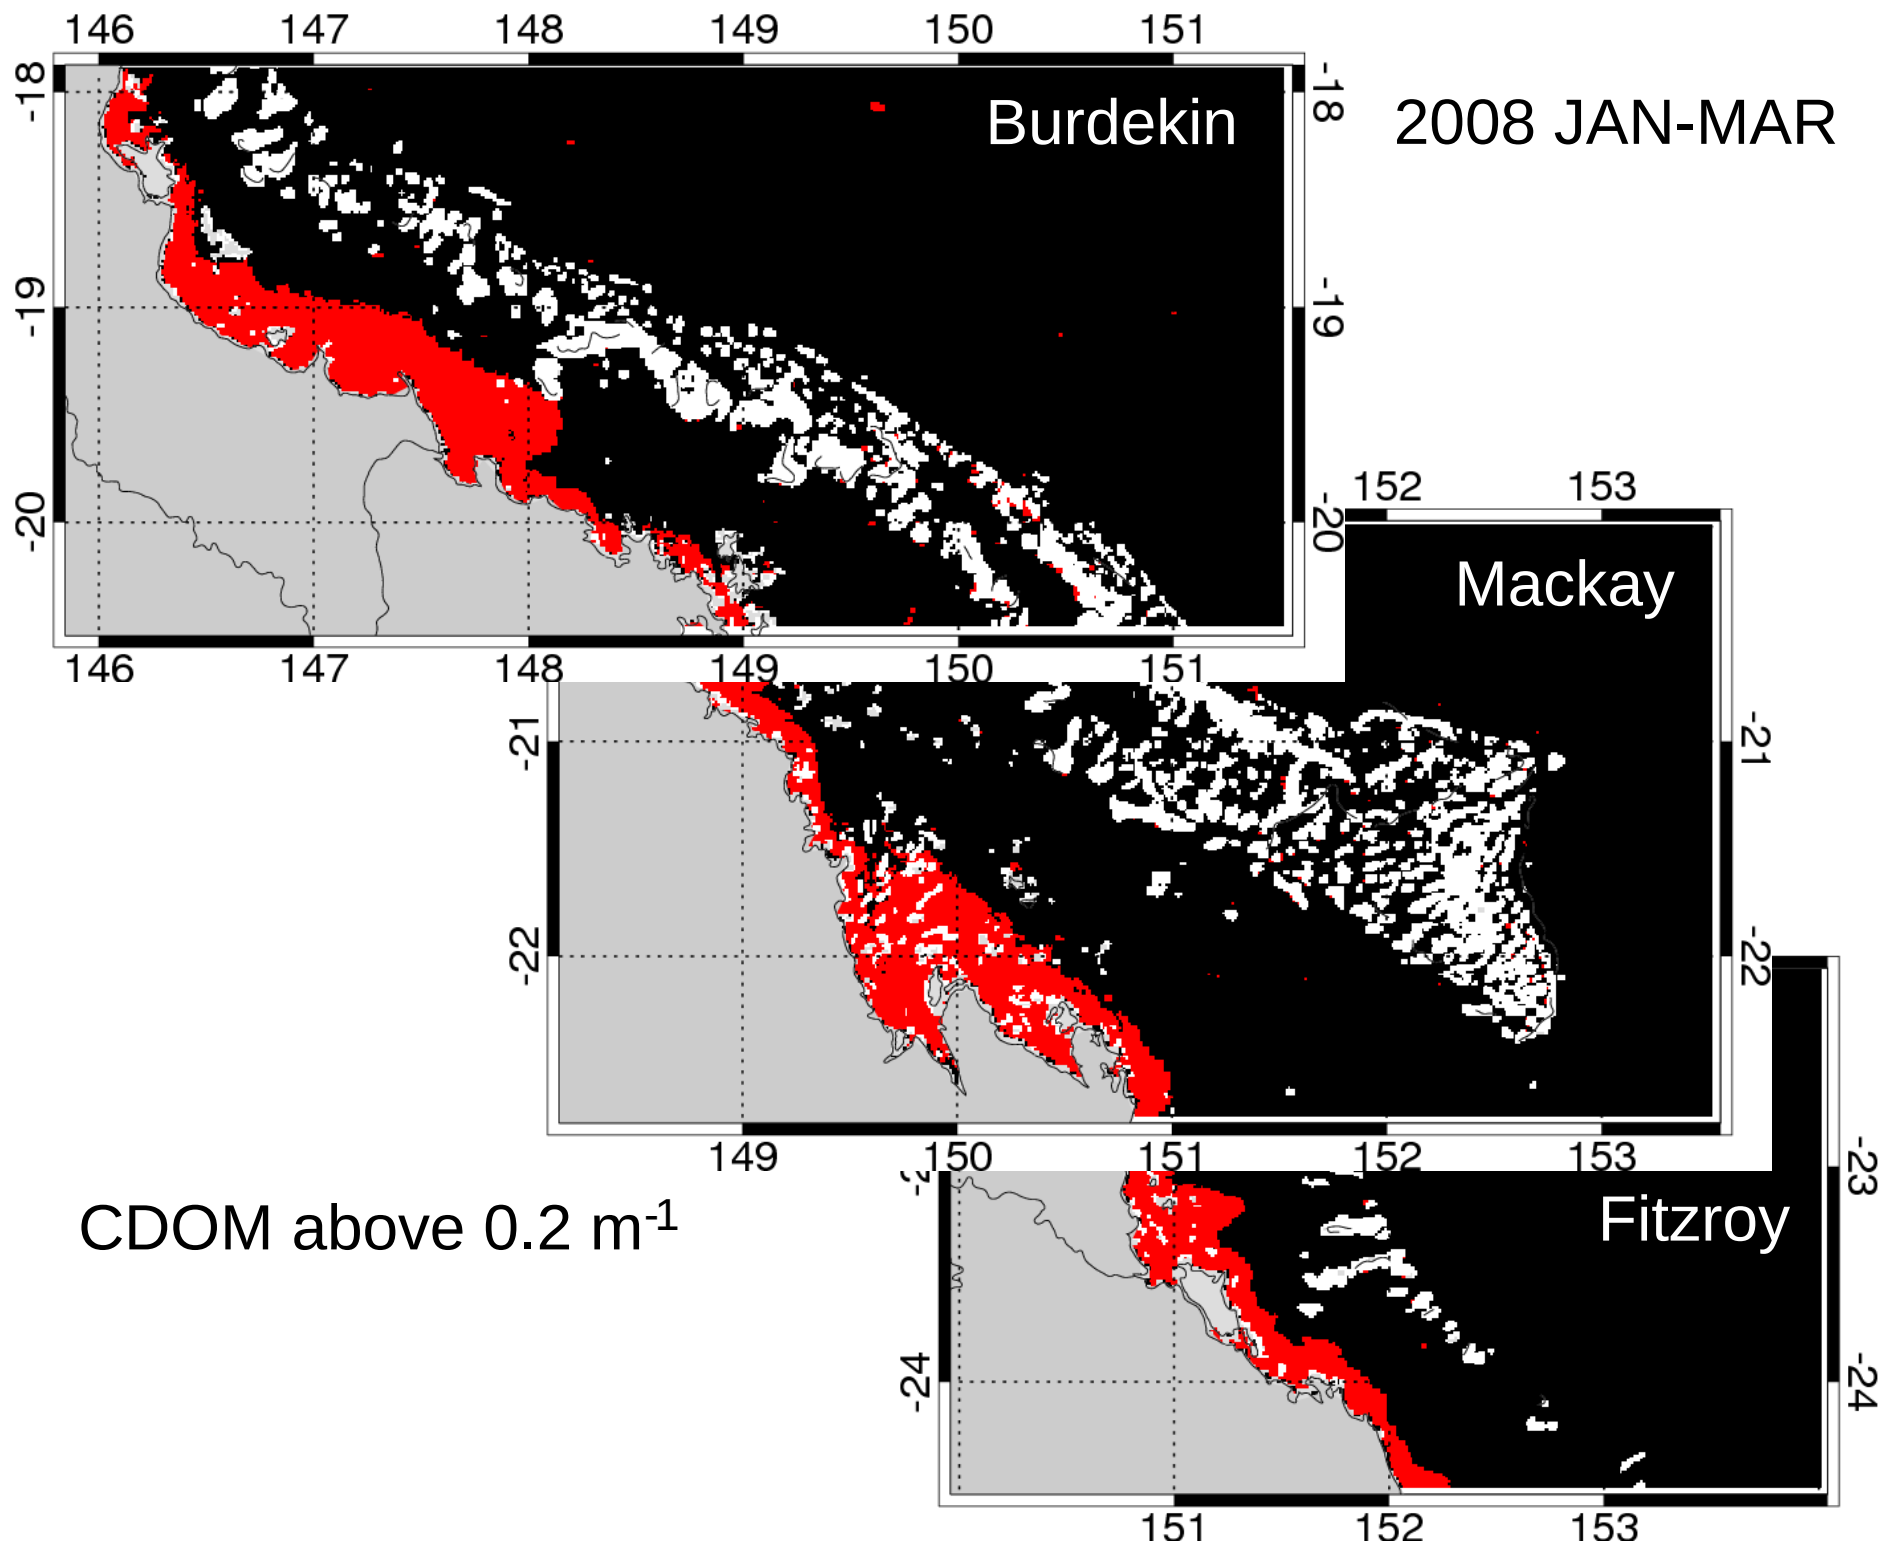 146 147 148 149 150 151
-18 -18
Burdekin
2008 JAN-MAR
-19 -19
-20 -20
152 153
Mackay
146 147 148 149 150 151
-21 -21
-22 -22
149 150 151 152 153
-23
CDOM above 0.2 m-1
Fitzroy
-24 -24
151 152 153